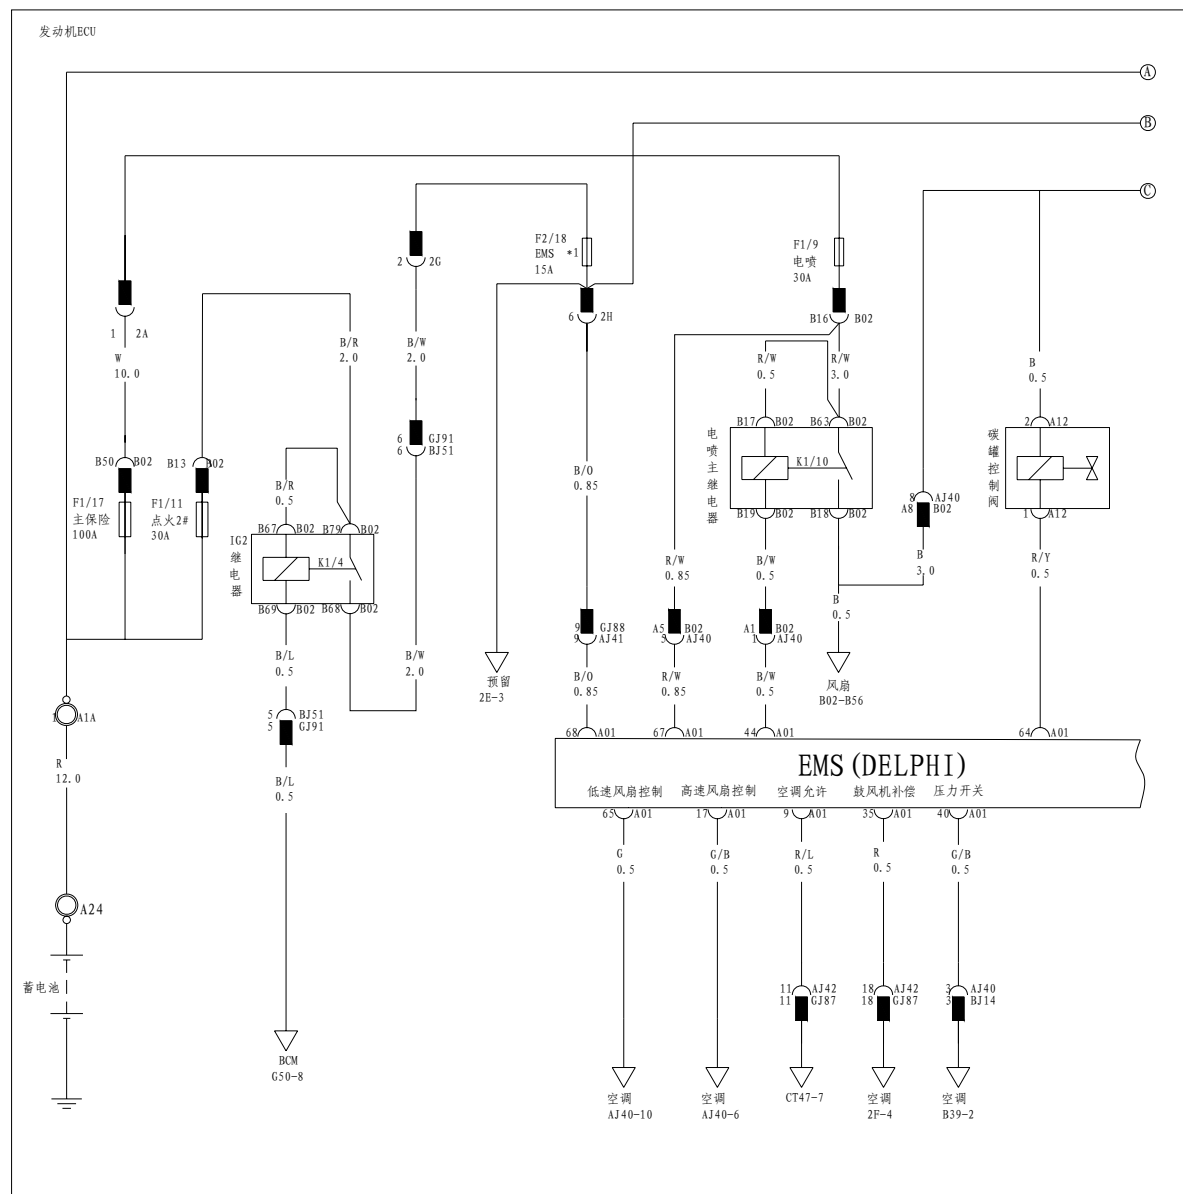 发动机ECU
A
B
C
F2/18
EMS *1
15A
F1/9
电喷
30A
2 2G
1 2A
6 2H
B16 B02
W
10.0
B/R
2.0
B/W
2.0
R/W
0.5
R/W
3.0
B
0.5
B50 B02
B13 B02
6 GJ91
6 BJ51
B17 B02
B63 B02
2 A12
电喷主继电器
K1/10
碳罐控制阀
F1/17
主保险
100A
F1/11
点火2#
30A
B/R
0.5
B/O
0.85
8 AJ40
A8 B02
B19 B02
B18 B02
1 A12
B67 B02
B79 B02
IG2继电器
K1/4
B69 B02
B68 B02
R/W
0.85
B/W
0.5
B
3.0
R/Y
0.5
B
0.5
9 GJ88
9 AJ41
A5 B02
5 AJ40
A1 B02
1 AJ40
B/L
0.5
B/W
2.0
预留
2E-3
B/O
0.85
R/W
0.85
B/W
0.5
风扇
B02-B56
1 A1A
5 BJ51
5 GJ91
68 A01
67 A01
44 A01
64 A01
R
12.0
B/L
0.5
EMS(DELPHI)
低速风扇控制 高速风扇控制 空调允许 鼓风机补偿 压力开关
65 A01
17 A01
9 A01
35 A01
40 A01
G
0.5
G/B
0.5
R/L
0.5
R
0.5
G/B
0.5
A24
蓄电池
11 AJ42
11 GJ87
18 AJ42
18 GJ87
3 AJ40
3 BJ14
BCM
G50-8
空调
AJ40-10
空调
AJ40-6
CT47-7
空调
2F-4
空调
B39-2